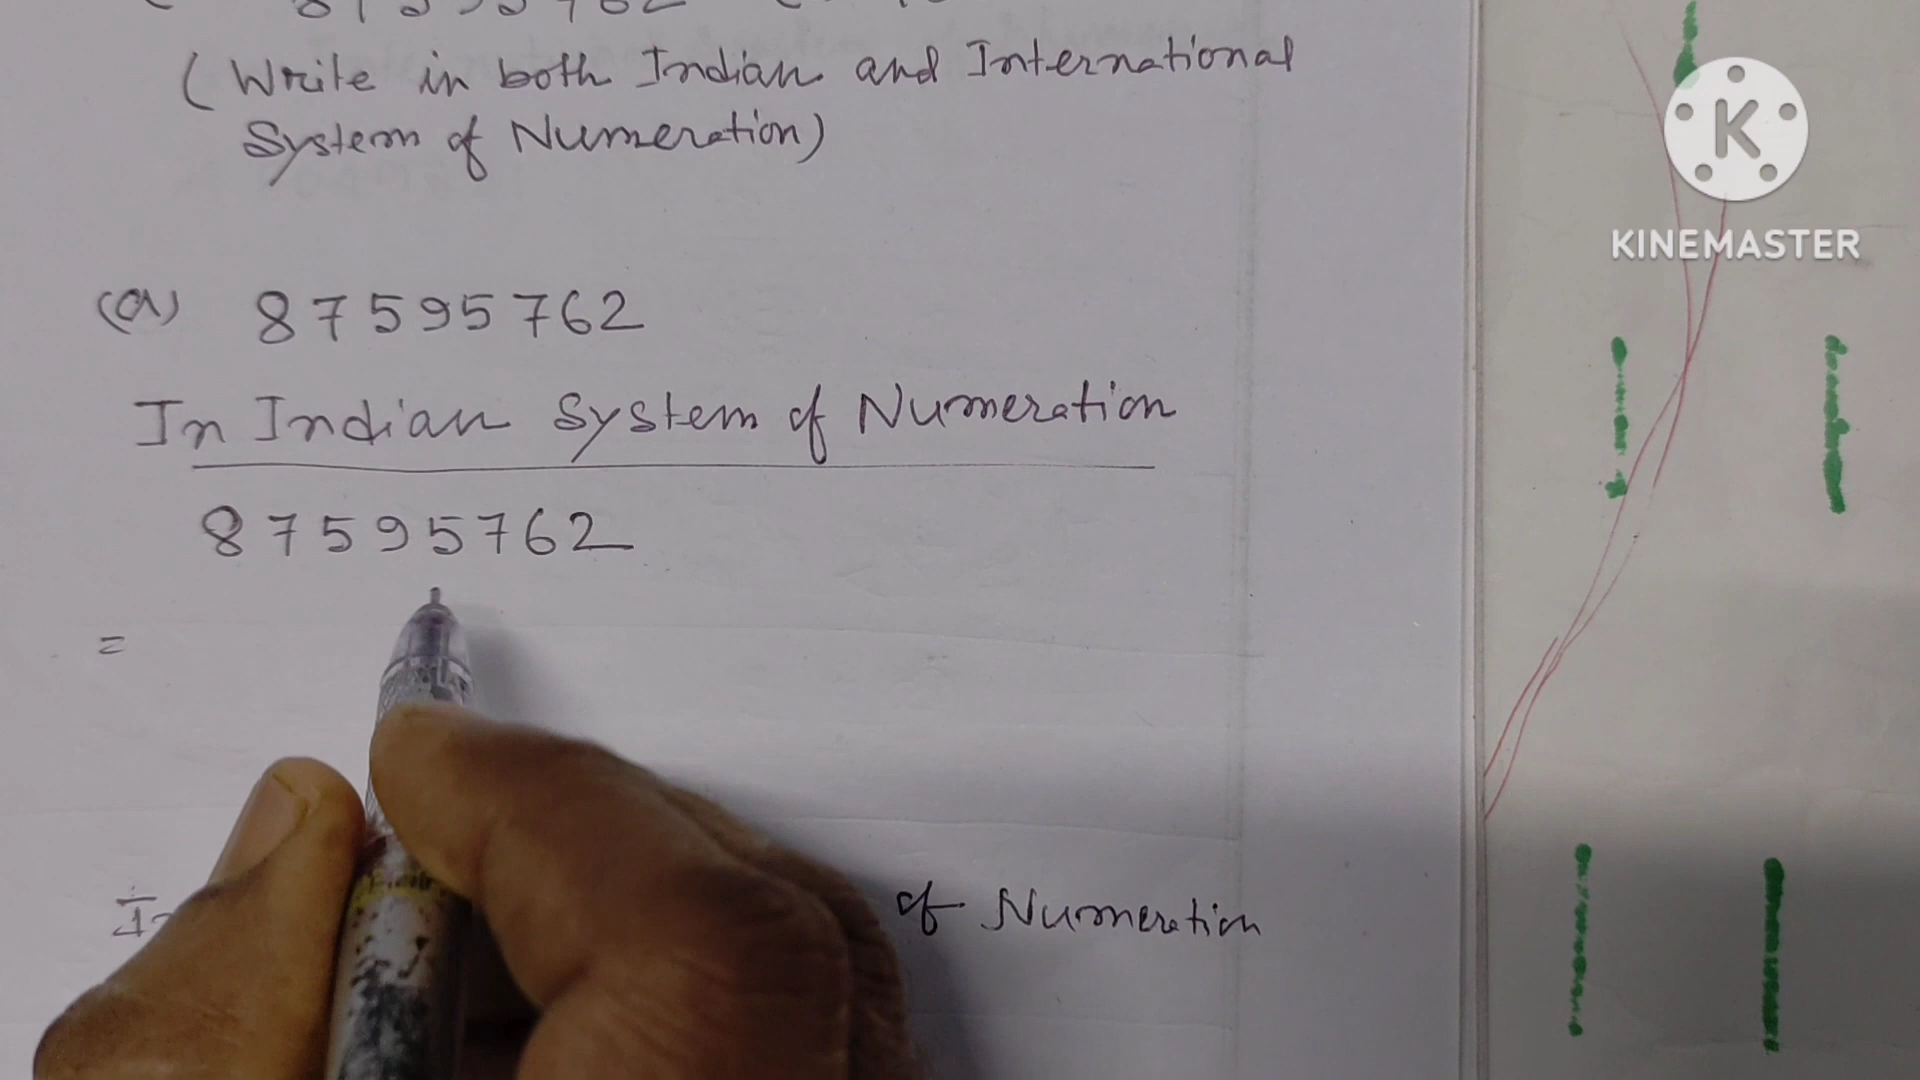 (Write in both Indian and International
System of Numeration)
K
KINEMASTER
(a) 87595762
In Indian System of Numeration
87595762
=
of Numeration